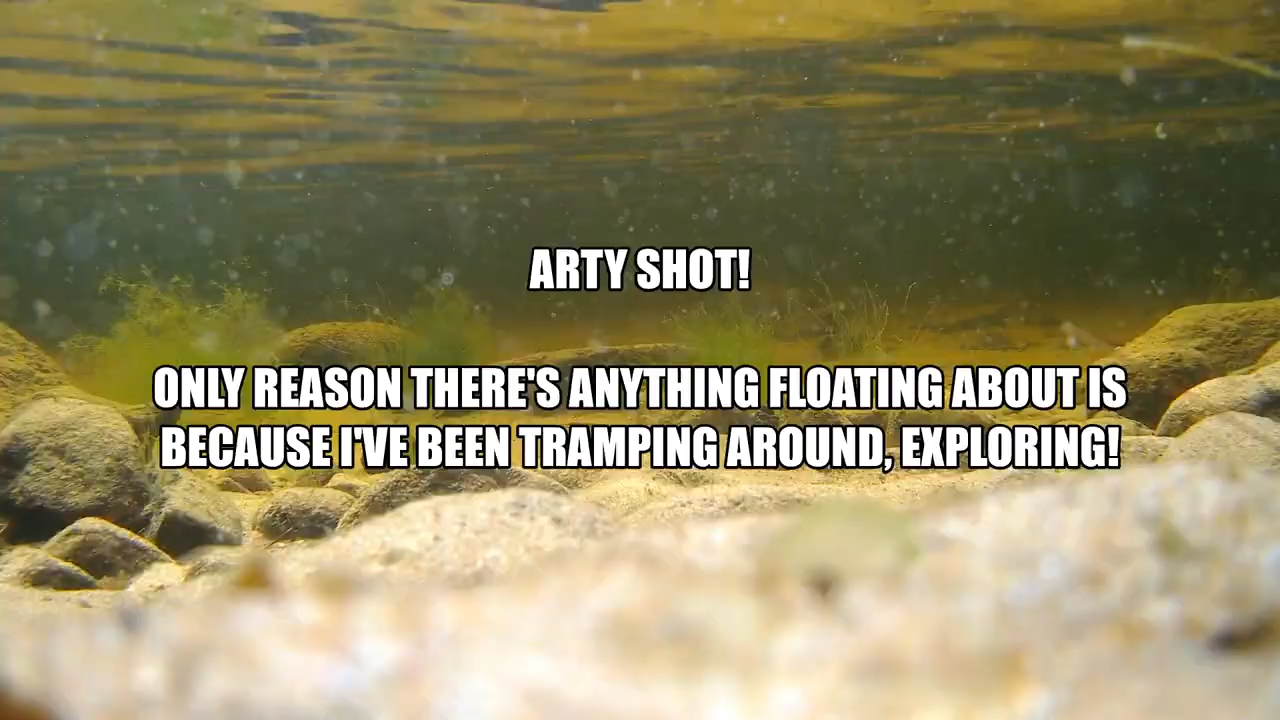 ARTY SHOT!
ONLY REASON THERE'S ANYTHING FLOATING ABOUT IS
BECAUSE I'VE BEEN TRAMPING AROUND, EXPLORING!